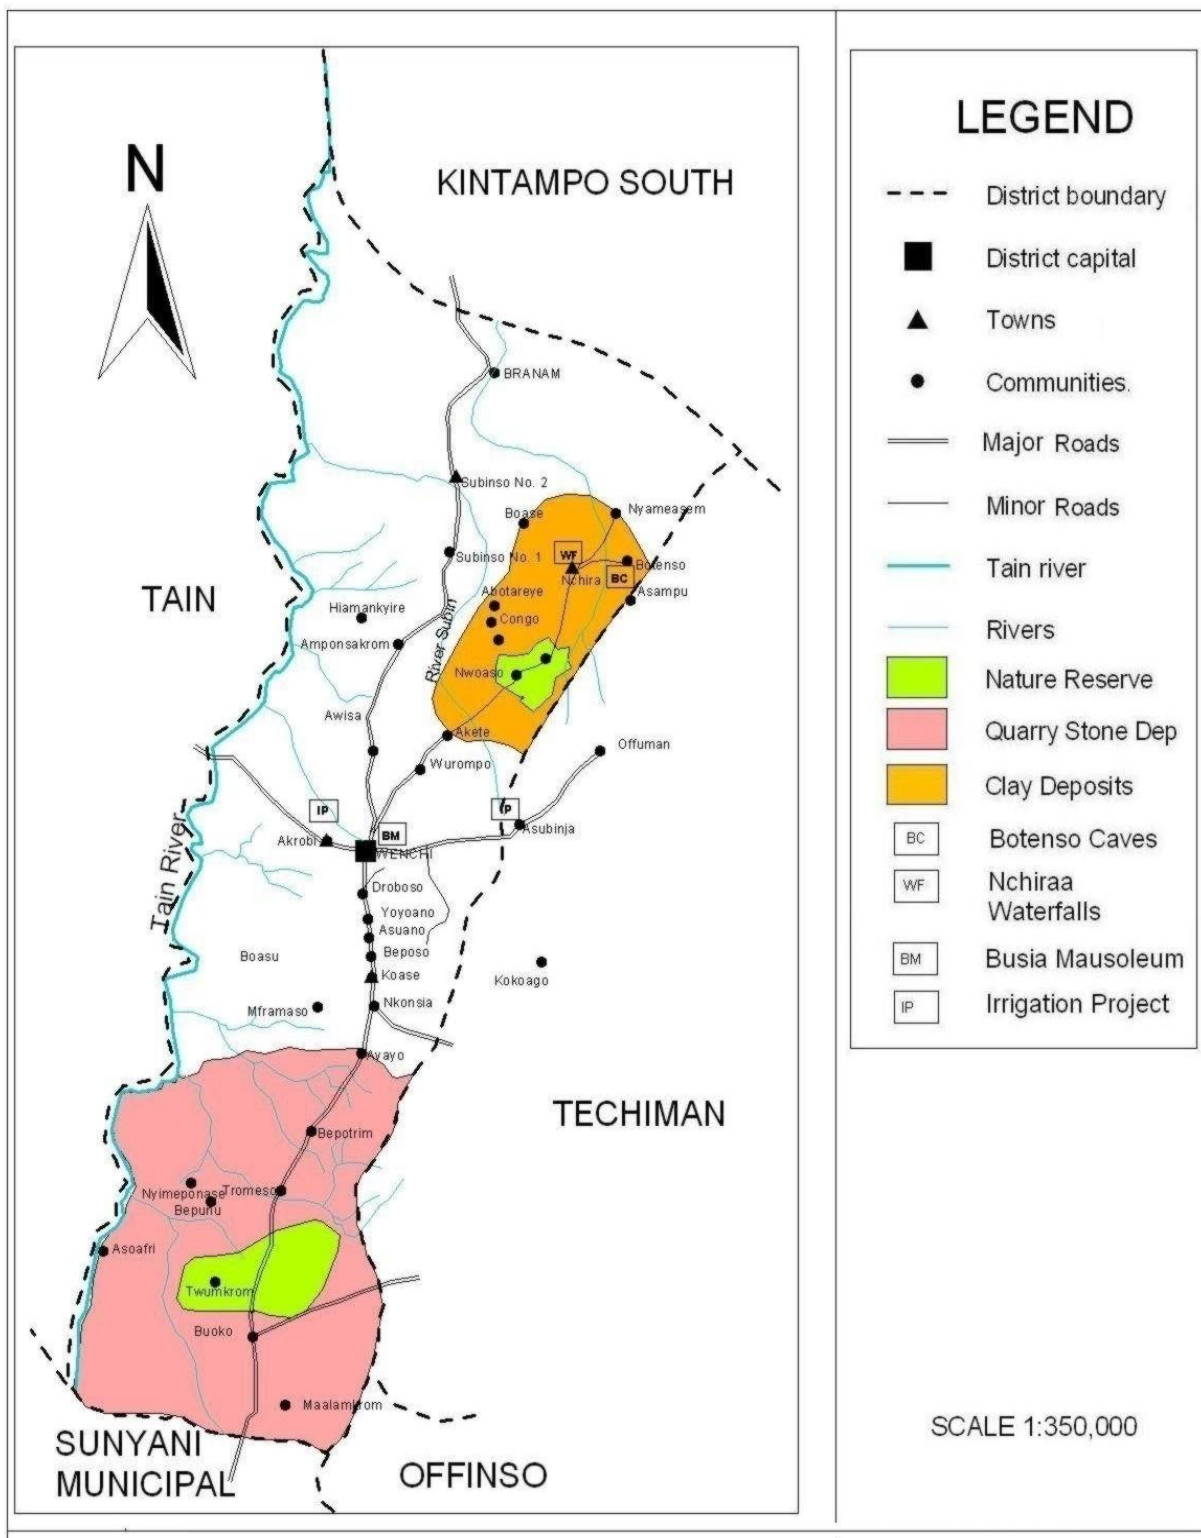 N
KINTAMPO SOUTH
BRANAM
Subinso No. 2
Boase
Nyameasem
WF
Subinso No. 1
Botenso
Nchira
BC
TAIN
Abotareye
Asampu
Hiamankyire
Congo
Amponsakrom
River Subin
Nwoaso
Awisa
Akete
Offuman
Wurompo
IP
IP
Tain River
BM
Asubinja
Akrobi
WENCHI
Droboso
Yoyoano
Asuano
Beposo
Boasu
Koase
Kokoago
Mframaso
Nkonsia
Ayayo
TECHIMAN
Bepotrim
Nyimeponase
Tromeso
Bepunu
Asoafri
Twumkrom
Buoko
Maalamkrom
SUNYANI
MUNICIPAL
OFFINSO
LEGEND
District boundary
District capital
Towns
Communities.
Major Roads
Minor Roads
Tain river
Rivers
Nature Reserve
Quarry Stone Dep
Clay Deposits
BC Botenso Caves
WF Nchiraa
Waterfalls
BM Busia Mausoleum
IP Irrigation Project
SCALE 1:350,000